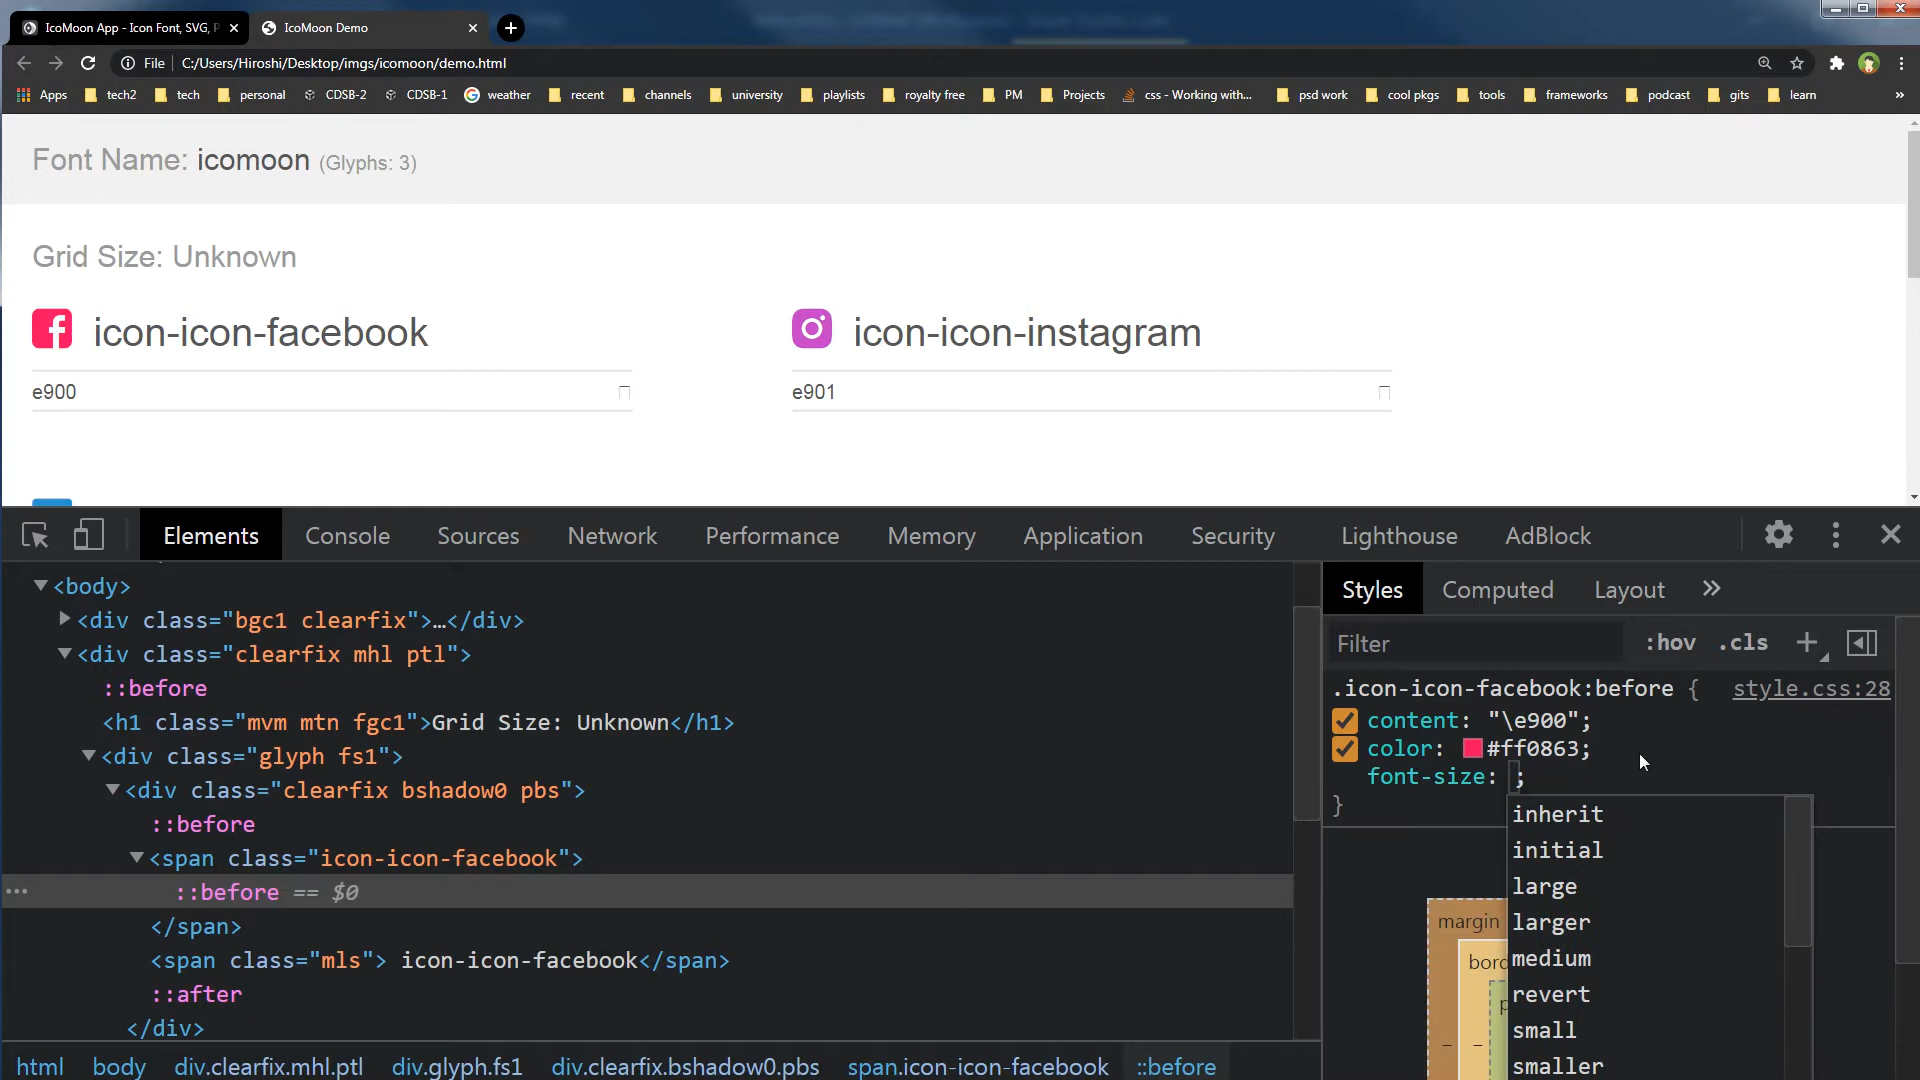 IcoMoon App - Icon Font, SVG, P
IcoMoon Demo
File C:/Users/Hiroshi/Desktop/imgs/icomoon/demo.html
Apps tech2 tech personal CDSB-2 CDSB-1 weather recent channels university playlists royalty free PM Projects css - Working with... psd work cool pkgs tools frameworks podcast gits learn »
Font Name: icomoon (Glyphs: 3)
Grid Size: Unknown
icon-icon-facebook
icon-icon-instagram
e900
e901
Elements Console Sources Network Performance Memory Application Security Lighthouse AdBlock
<body>
<div class="bgc1 clearfix">…</div>
<div class="clearfix mhl ptl">
::before
<h1 class="mvm mtn fgc1">Grid Size: Unknown</h1>
<div class="glyph fs1">
<div class="clearfix bshadow0 pbs">
::before
<span class="icon-icon-facebook">
::before == $0
</span>
<span class="mls"> icon-icon-facebook</span>
::after
</div>
html body div.clearfix.mhl.ptl div.glyph.fs1 div.clearfix.bshadow0.pbs span.icon-icon-facebook ::before
Styles Computed Layout »
Filter :hov .cls +
.icon-icon-facebook:before { style.css:28
content: "\e900";
color: #ff0863;
font-size: ;
}
inherit
initial
large
larger
medium
revert
small
smaller
margin
bord
p